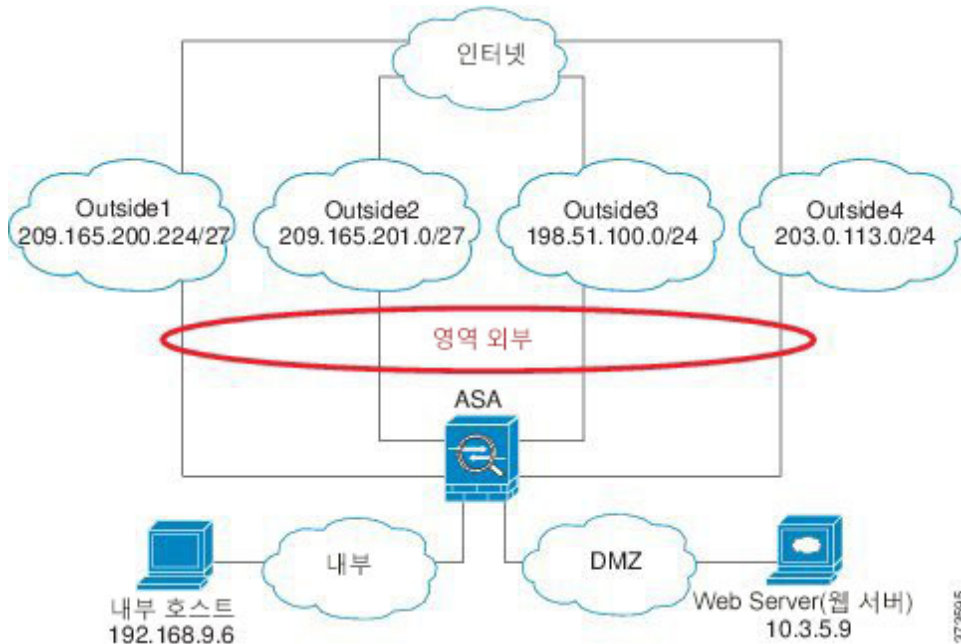 인터넷
Outside1
209.165.200.224/27
Outside2
209.165.201.0/27
Outside3
198.51.100.0/24
Outside4
203.0.113.0/24
영역 외부
ASA
내부
DMZ
내부 호스트
192.168.9.6
Web Server(웹 서버)
10.3.5.9
373595